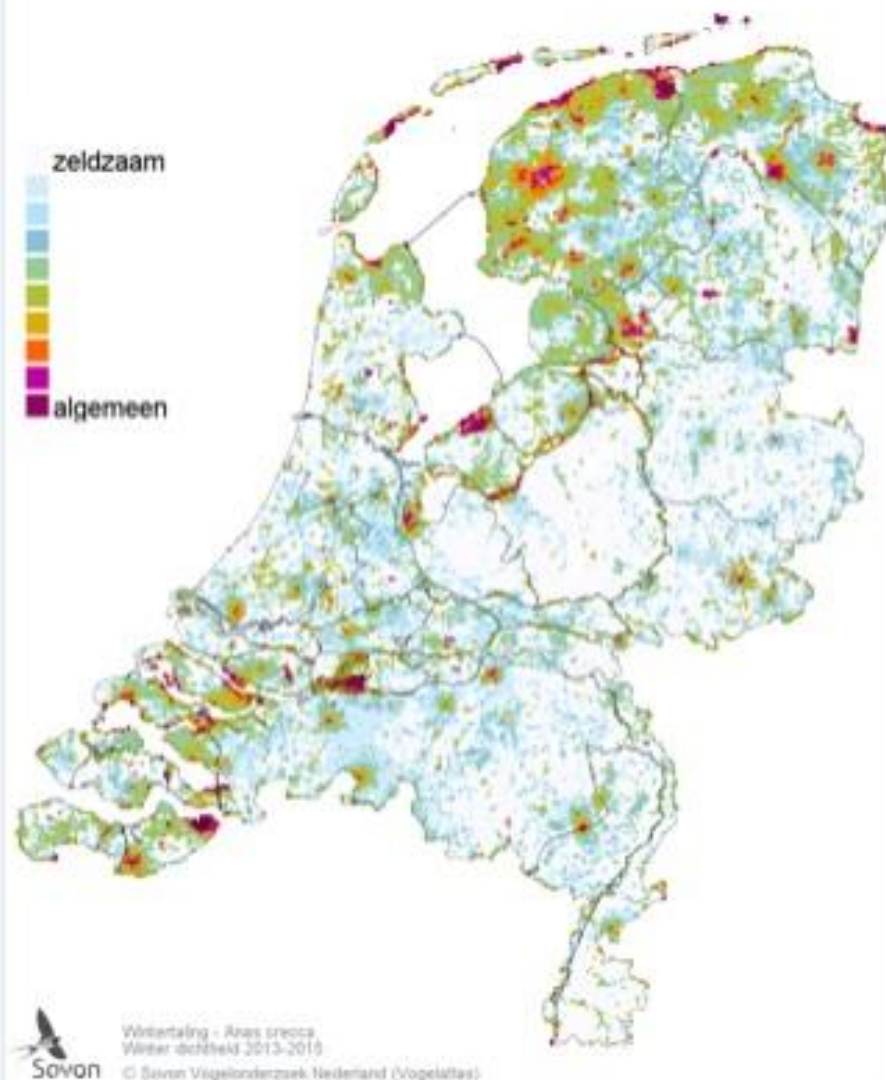 zeldzaam
algemeen
Wintertaling - Anas crecca
Winter dichtheid 2013-2015
© Sovon Vogelonderzoek Nederland (Vogelatlas)
Sovon